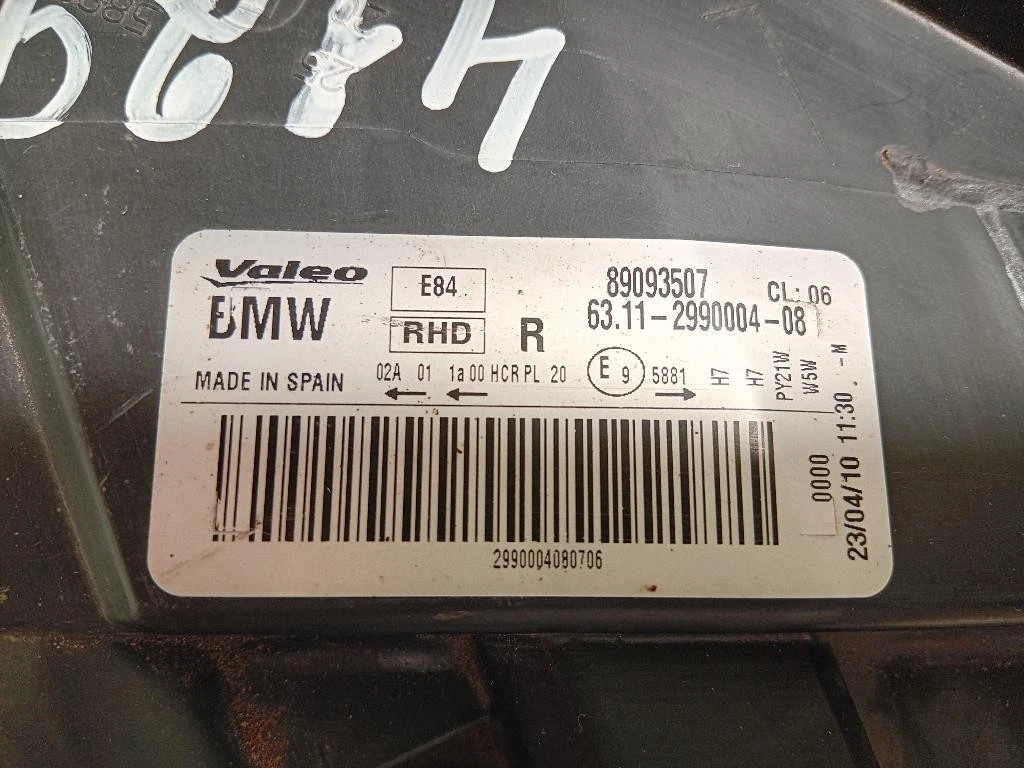 4
Valeo
BMW
E84
RHD
R
89093507
CL: 06
63.11-2990004-08
MADE IN SPAIN
02A 01 1a 00 HCR PL 20
E 9
5881
H7
H7
PY21W
W5W
2990004080706
0000
23/04/10 11:30 -M